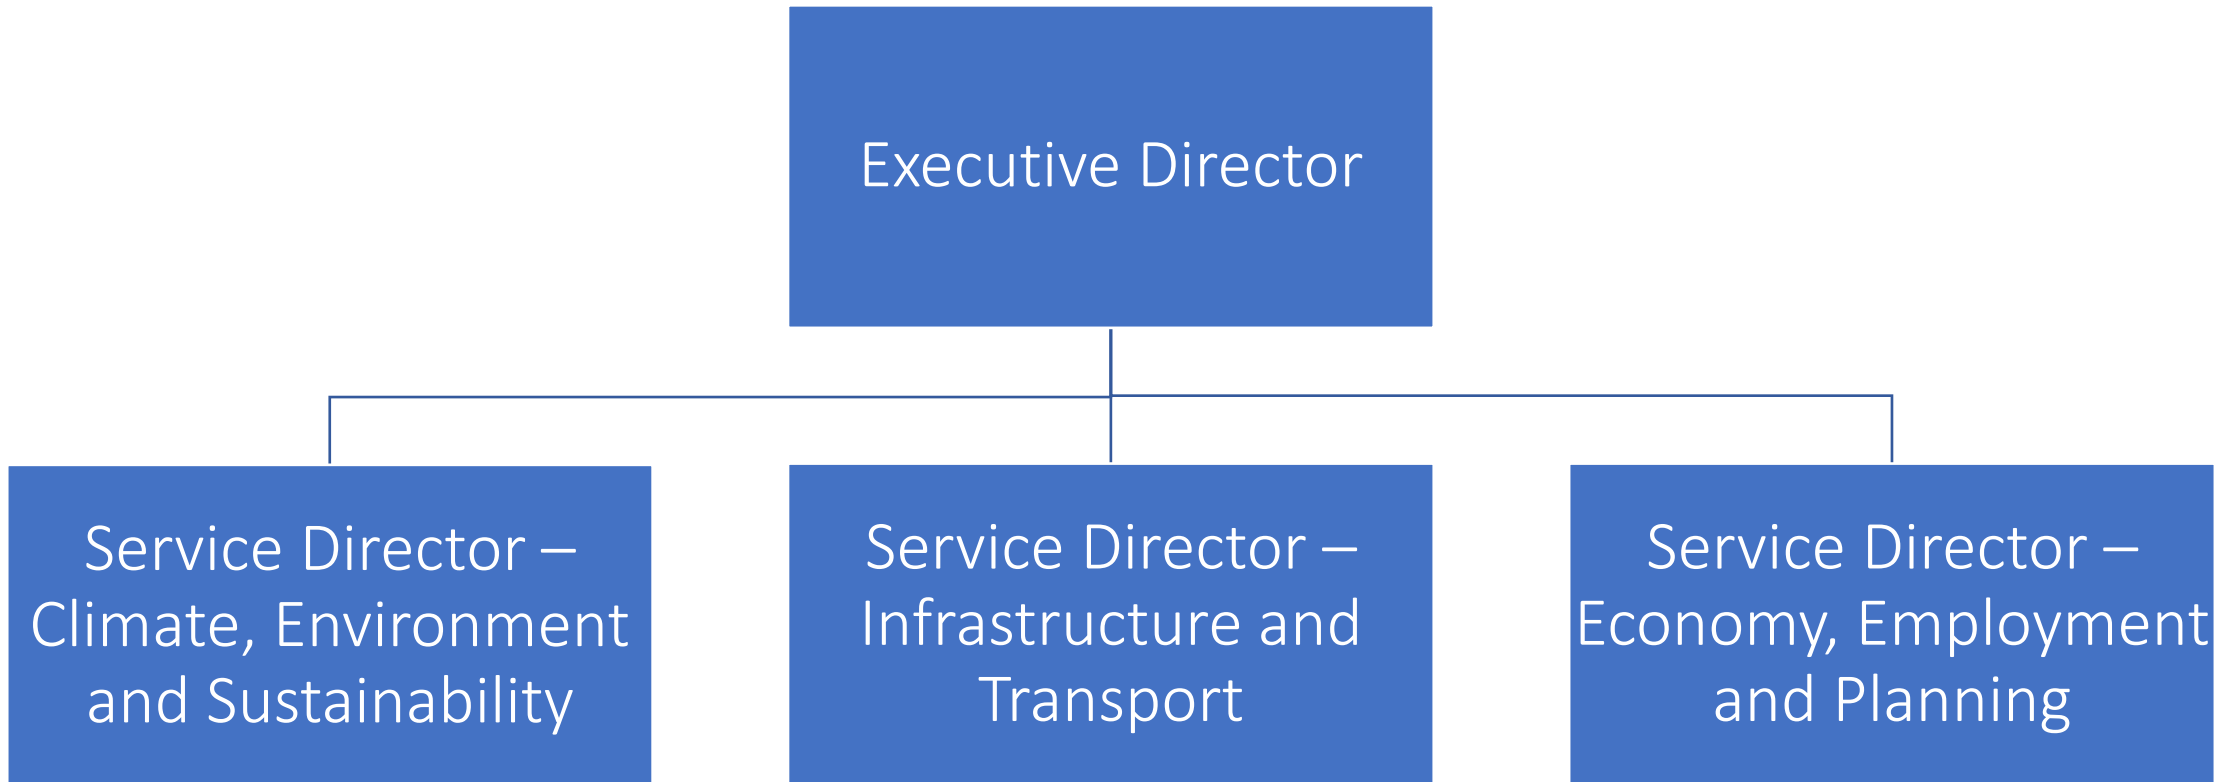 Executive Director
Service Director –
Climate, Environment
and Sustainability
Service Director –
Infrastructure and
Transport
Service Director –
Economy, Employment
and Planning